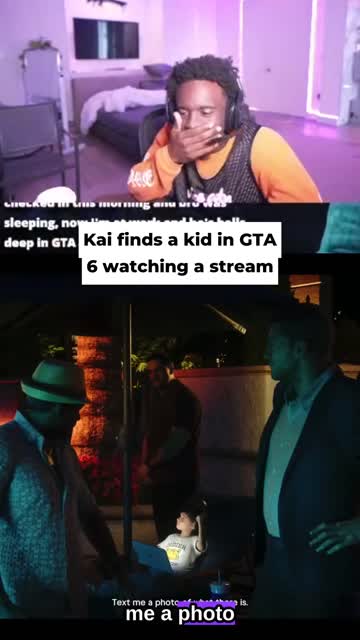 checked in this morning and bro was
sleeping, now I'm at work and he's balls
deep in GTA
Kai finds a kid in GTA
6 watching a stream
Text me a photo of what there is.
me a photo